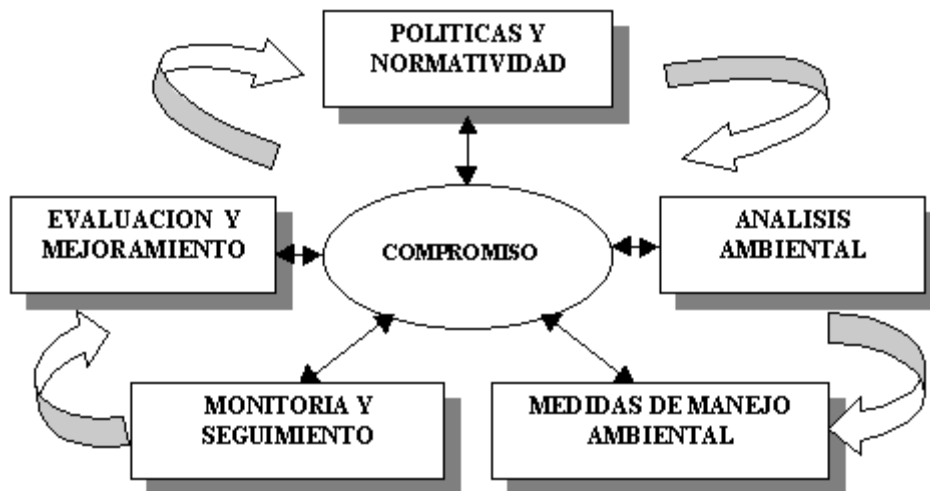 POLITICAS Y
NORMATIVIDAD
EVALUACION Y
MEJORAMIENTO
COMPROMISO
ANALISIS
AMBIENTAL
MONITORIA Y
SEGUIMIENTO
MEDIDAS DE MANEJO
AMBIENTAL